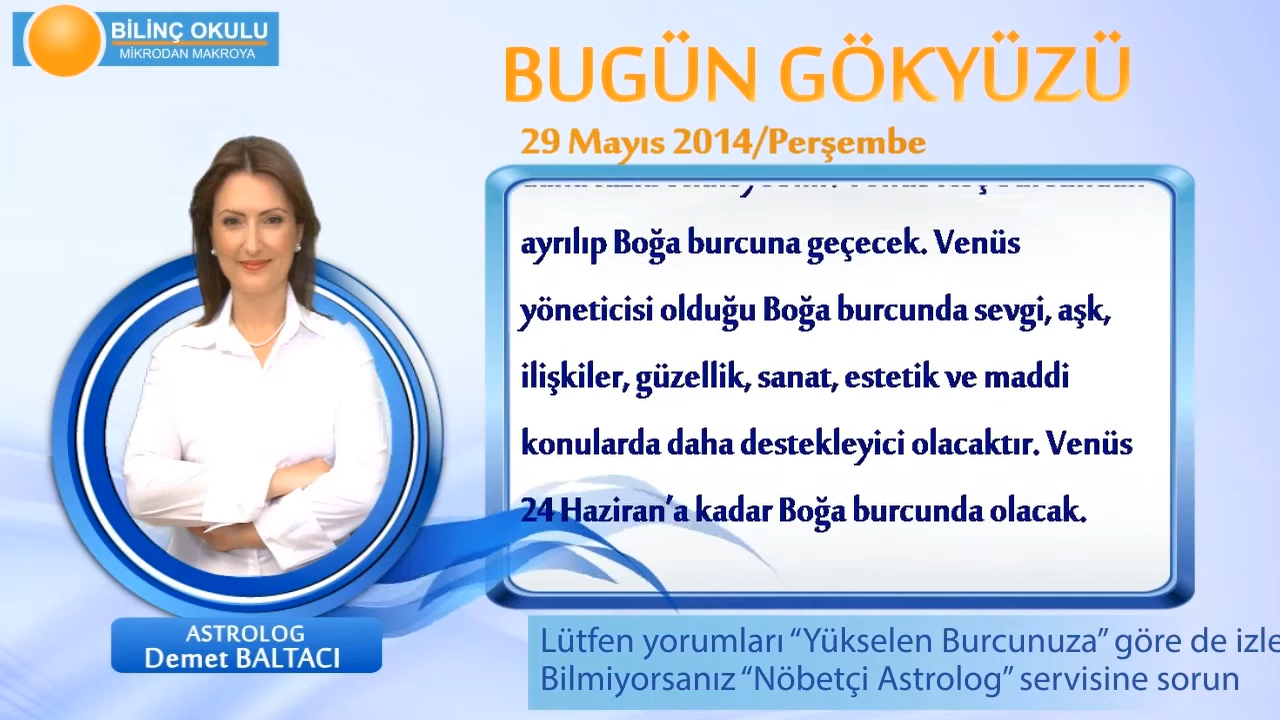 BİLİNÇ OKULU
MİKRODAN MAKROYA
BUGÜN GÖKYÜZÜ
29 Mayıs 2014/Perşembe
ayrılıp Boğa burcuna geçecek. Venüs
yöneticisi olduğu Boğa burcunda sevgi, aşk,
ilişkiler, güzellik, sanat, estetik ve maddi
konularda daha destekleyici olacaktır. Venüs
24 Haziran'a kadar Boğa burcunda olacak.
ASTROLOG
Demet BALTACI
Lütfen yorumları “Yükselen Burcunuza” göre de izle
Bilmiyorsanız “Nöbetçi Astrolog” servisine sorun